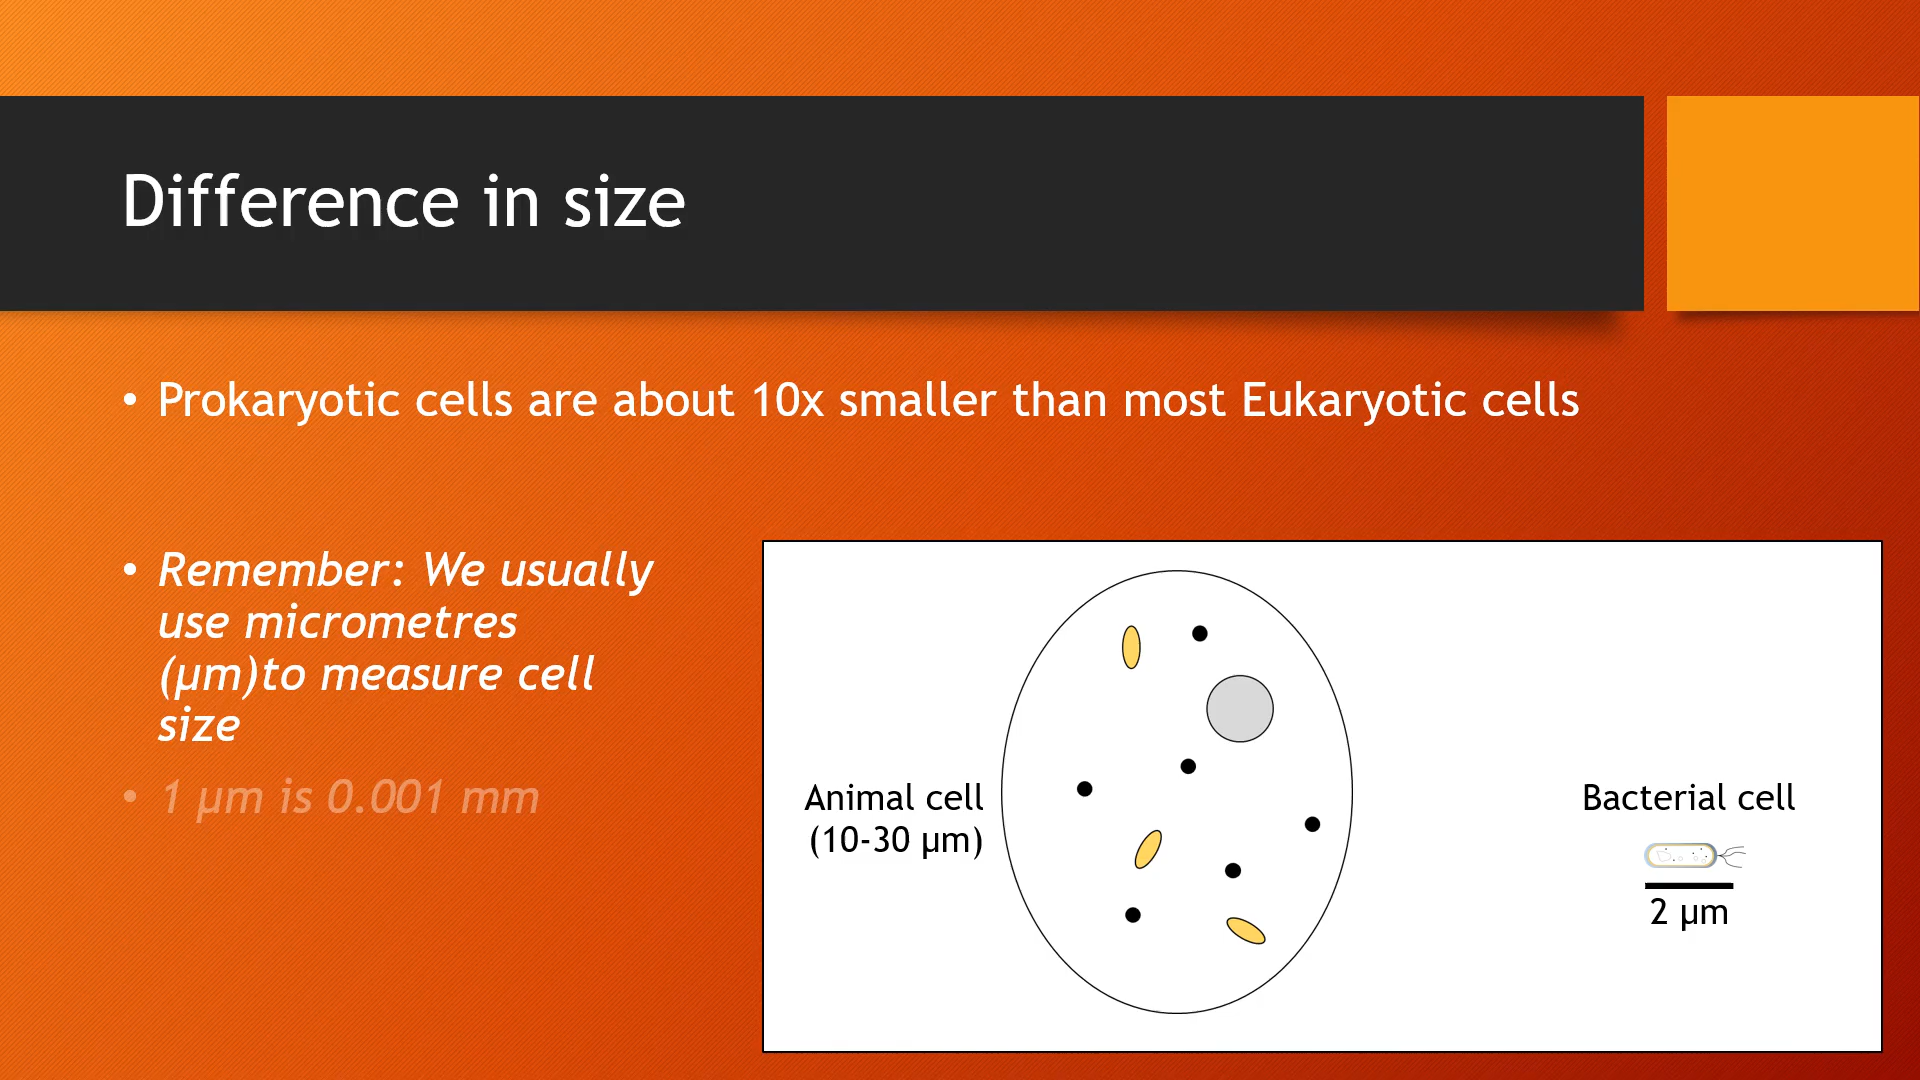 Difference in size
• Prokaryotic cells are about 10x smaller than most Eukaryotic cells
• Remember: We usually
use micrometres
(μm)to measure cell
size
• 1 μm is 0.001 mm
Animal cell
(10-30 μm)
Bacterial cell
2 μm